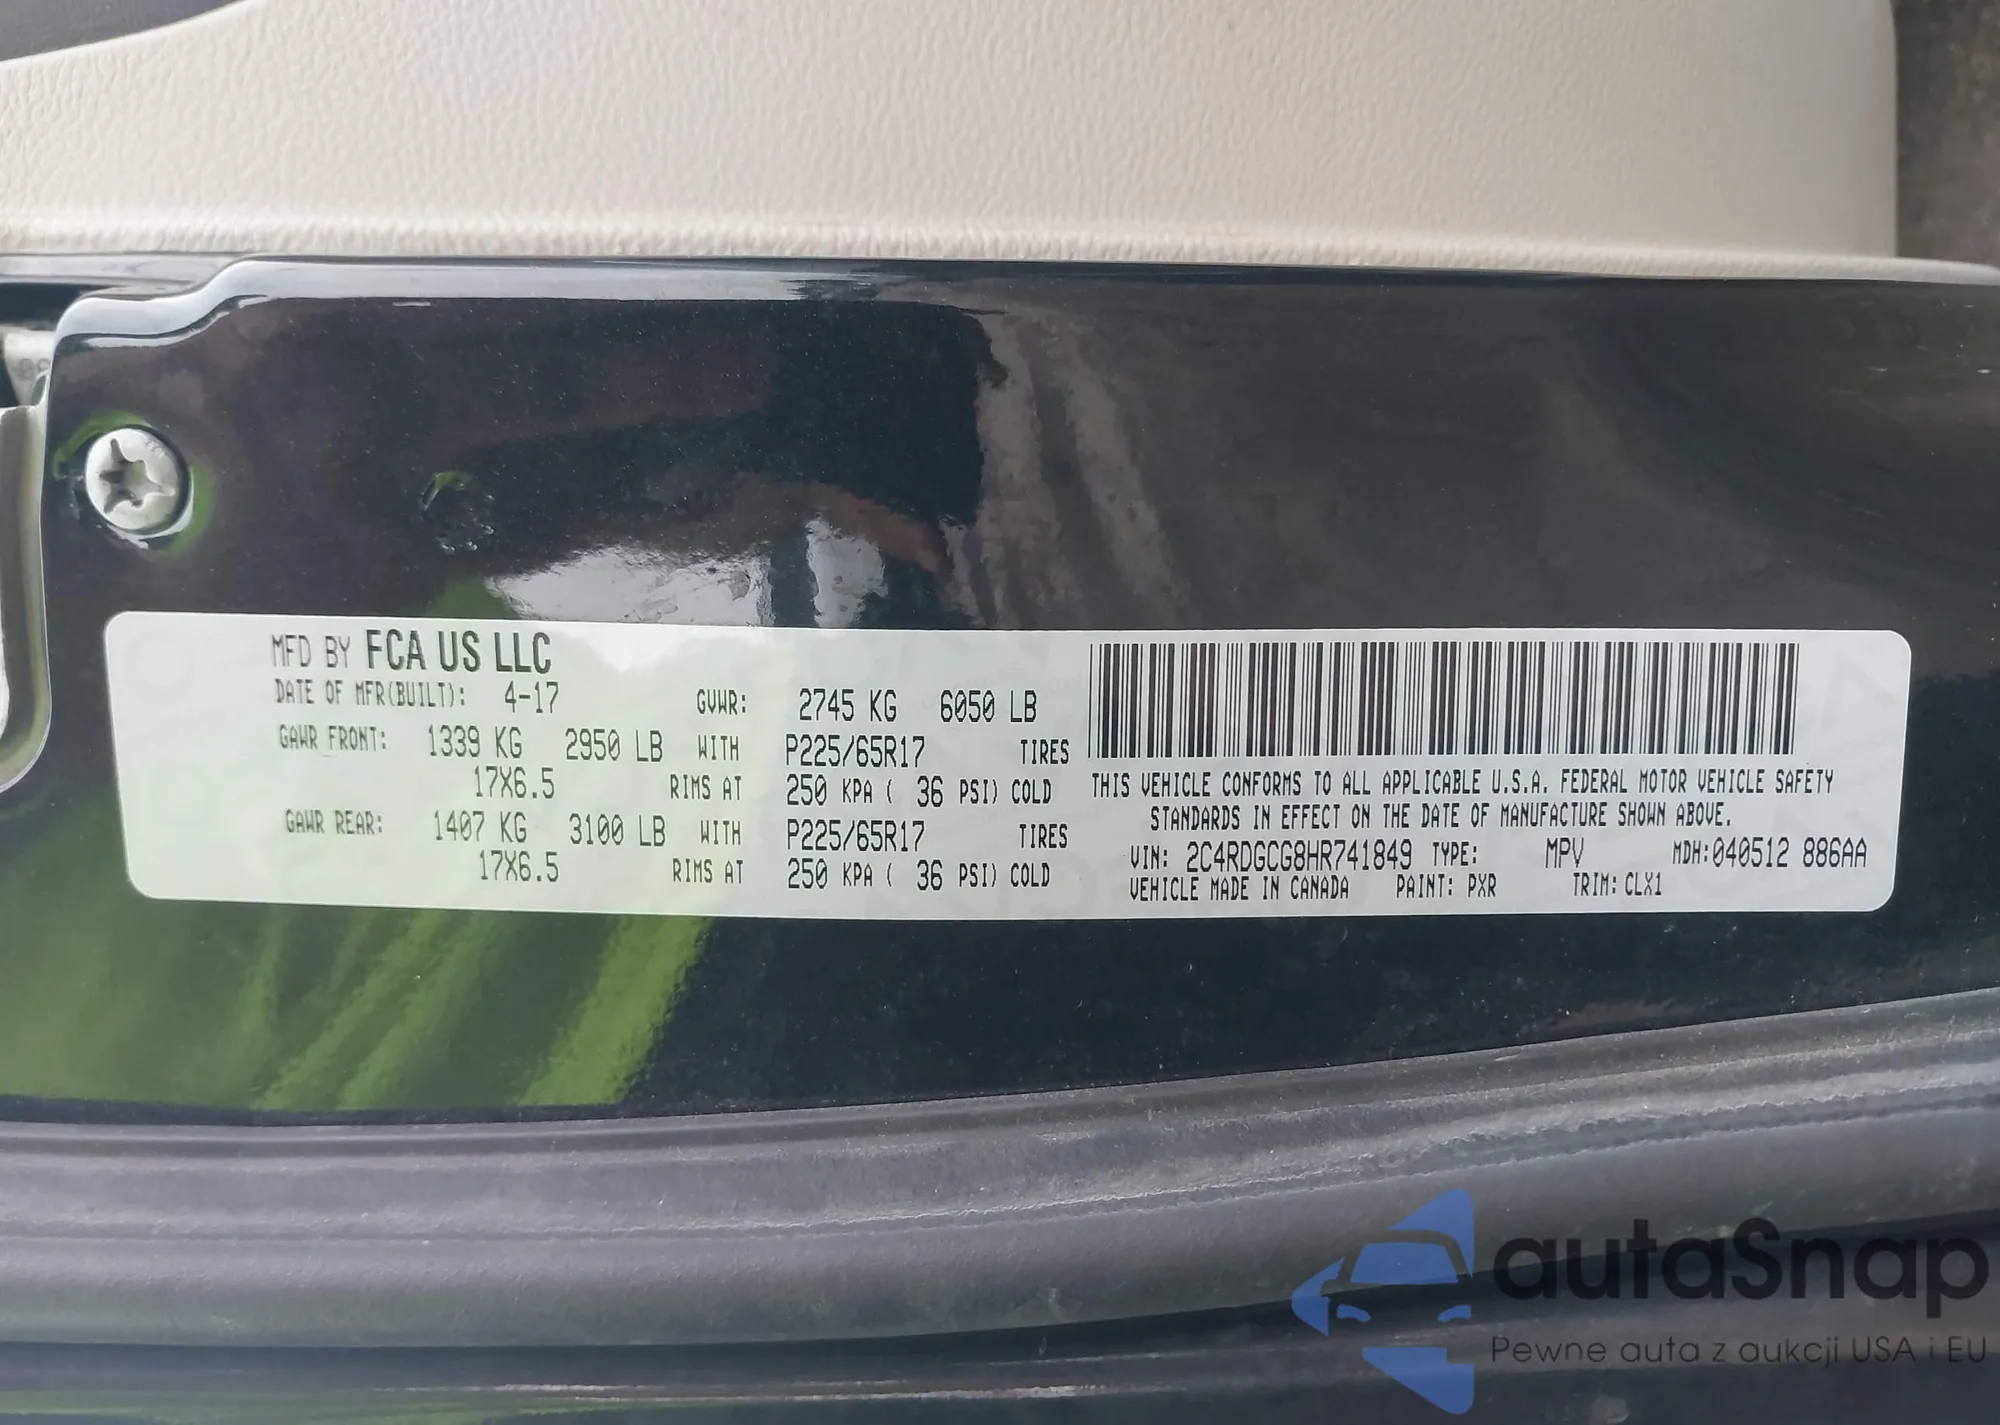 MFD BY FCA US LLC
DATE OF MFR(BUILT): 4-17 GVWR: 2745 KG 6050 LB
GAWR FRONT: 1339 KG 2950 LB WITH P225/65R17 TIRES
17X6.5 RIMS AT 250 KPA ( 36 PSI) COLD
GAWR REAR: 1407 KG 3100 LB WITH P225/65R17 TIRES
17X6.5 RIMS AT 250 KPA ( 36 PSI) COLD
THIS VEHICLE CONFORMS TO ALL APPLICABLE U.S.A. FEDERAL MOTOR VEHICLE SAFETY
STANDARDS IN EFFECT ON THE DATE OF MANUFACTURE SHOWN ABOVE.
VIN: 2C4RDGCG8HR741849 TYPE: MPV MDH:040512 886AA
VEHICLE MADE IN CANADA PAINT: PXR TRIM: CLX1
autaSnap
Pewne auta z aukcji USA i EU